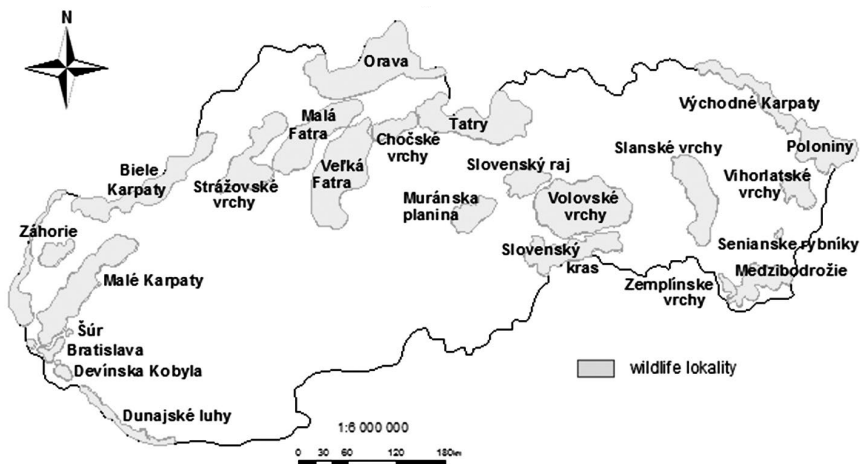 N
Orava
Malá
Fatra
Tatry
Chočské
vrchy
Východné Karpaty
Poloniny
Slanské vrchy
Vihorlatské
vrchy
Biele
Karpaty
Strážovské
vrchy
Veľká
Fatra
Slovenský raj
Muránska
planina
Volovské
vrchy
Záhorie
Slovenský
kras
Senianske rybníky
Medzibodrožie
Zemplínske
vrchy
Malé Karpaty
Šúr
Bratislava
Devínska Kobyla
Dunajské luhy
wildlife lokality
1:6 000 000
0 30 60 120 180km